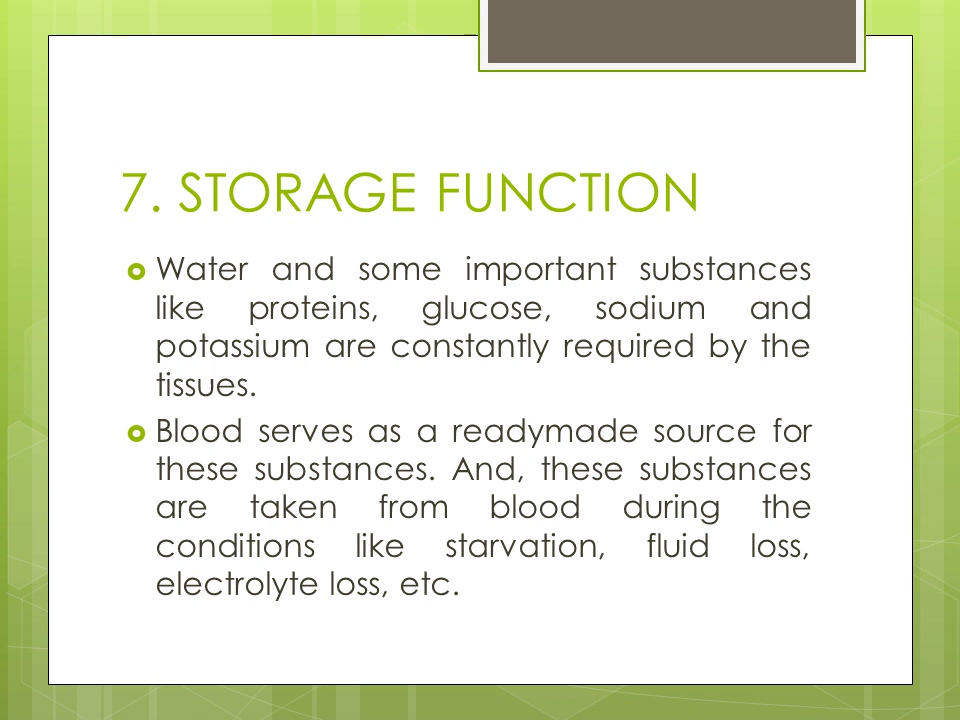 7. STORAGE FUNCTION
Water and some important substances
like proteins, glucose, sodium and
potassium are constantly required by the
tissues.
Blood serves as a readymade source for
these substances. And, these substances
are taken from blood during the
conditions like starvation, fluid loss,
electrolyte loss, etc.